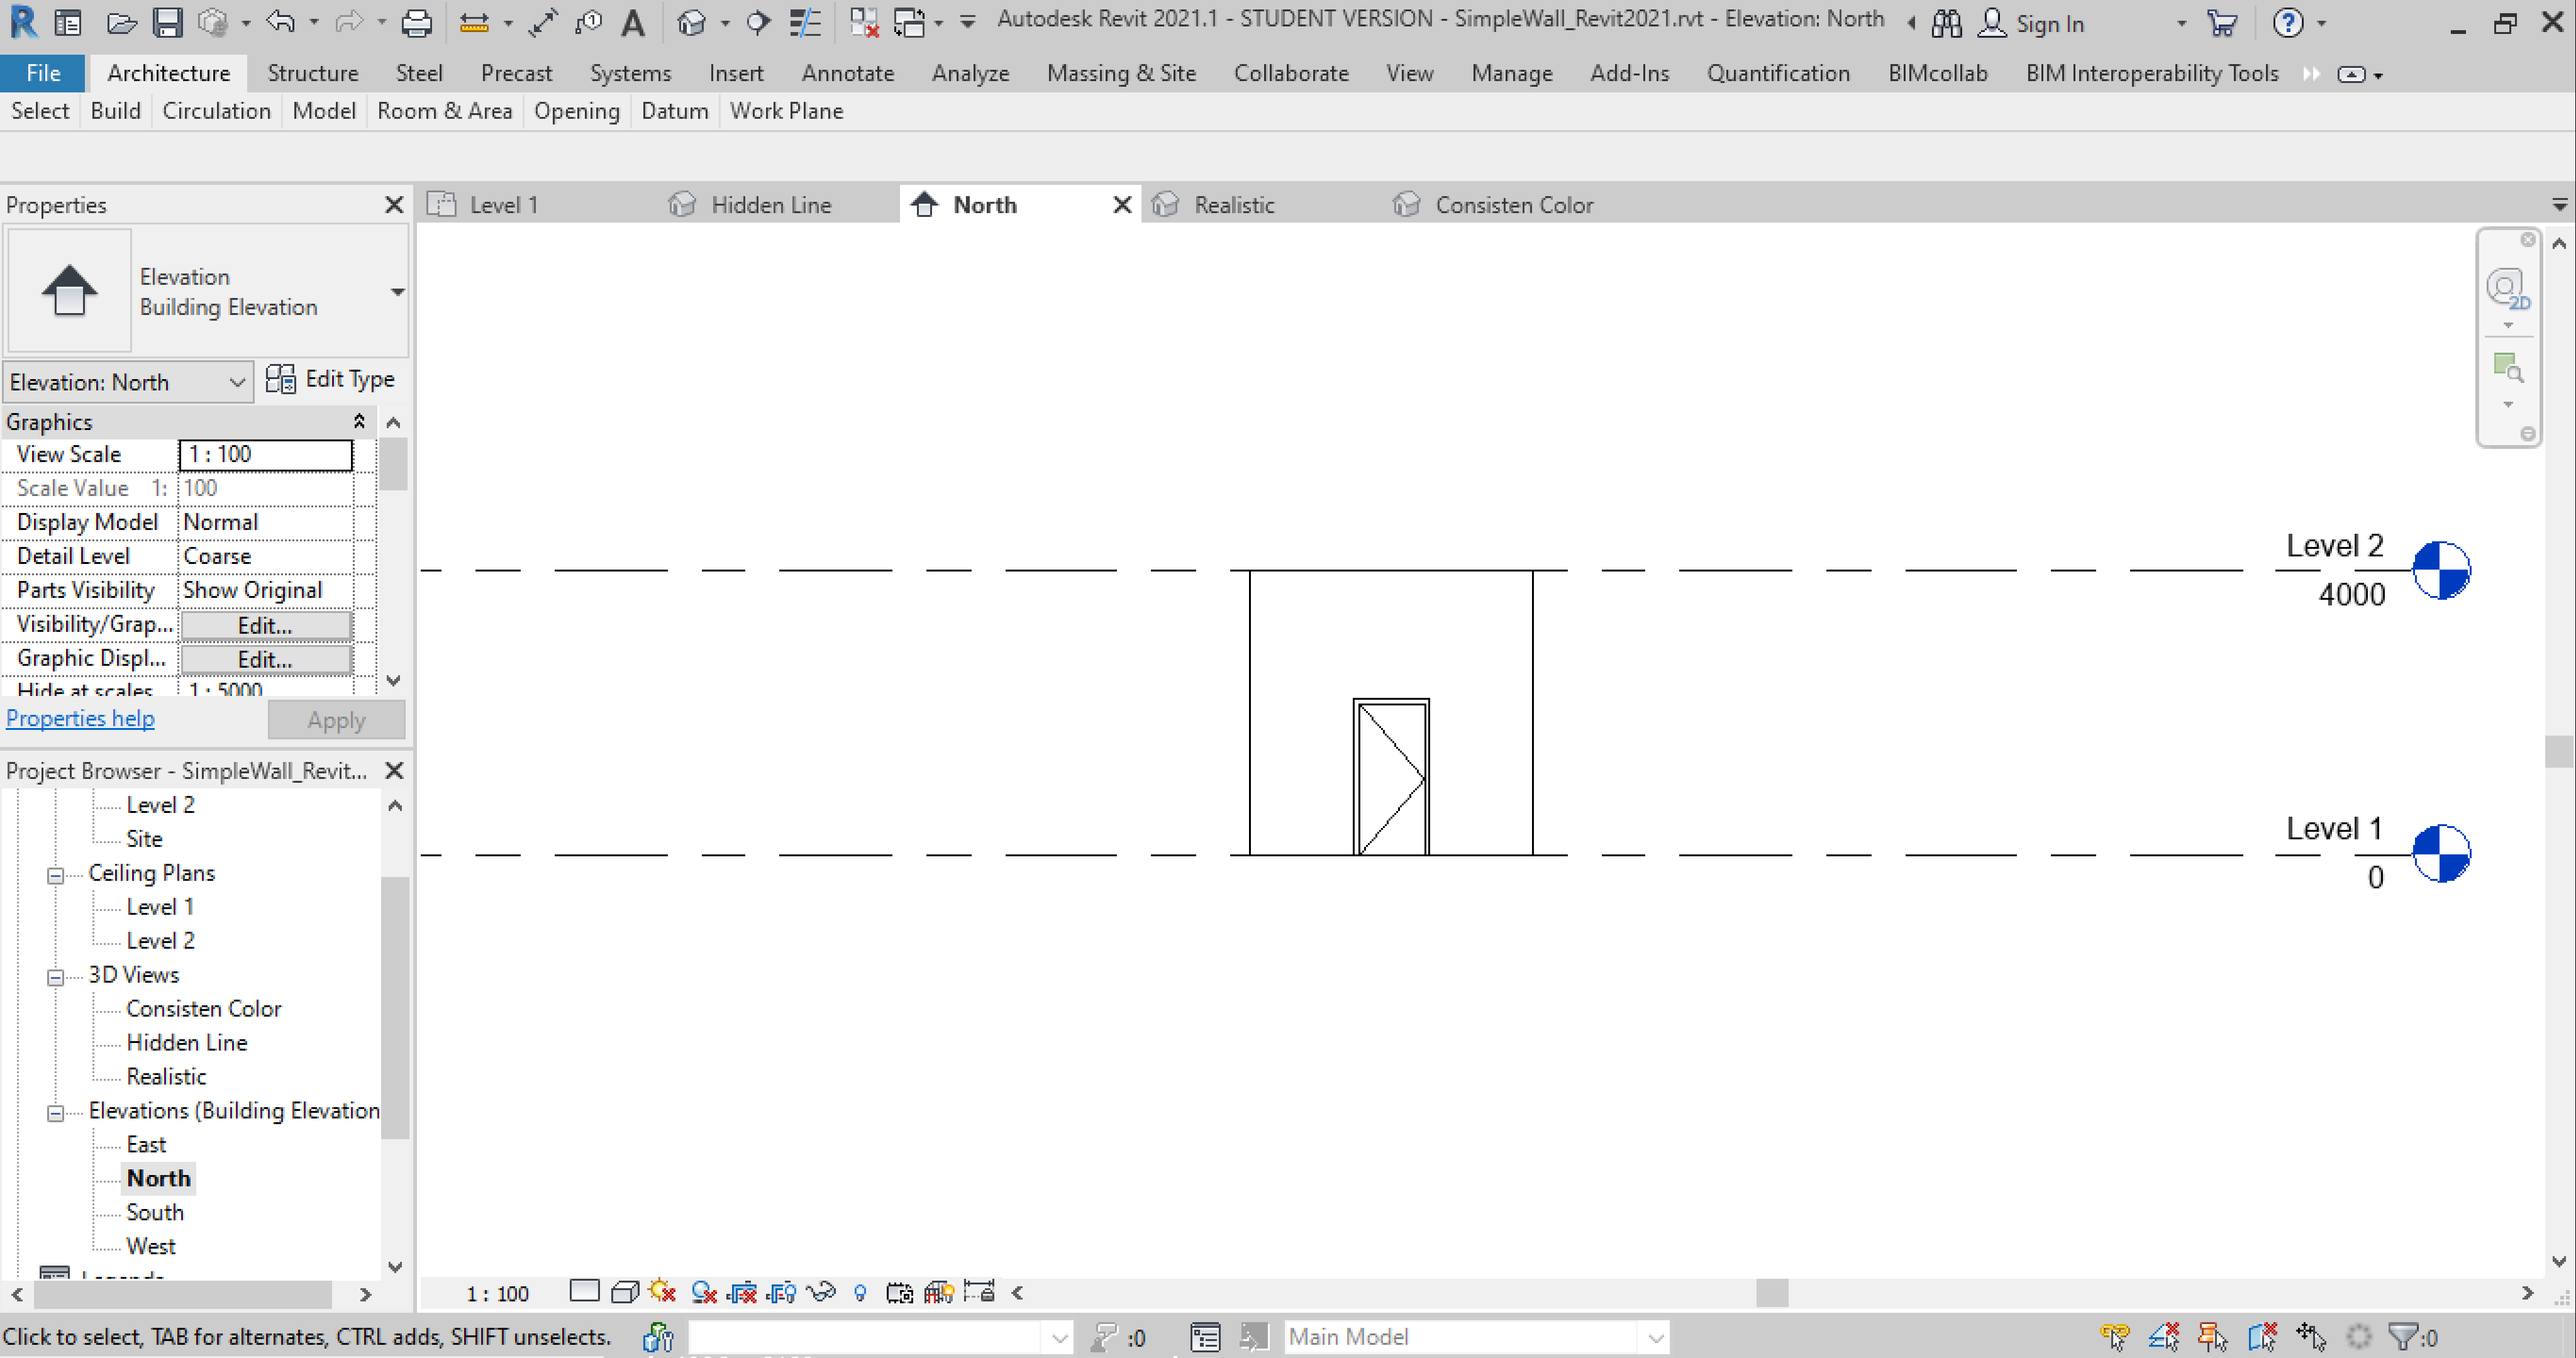 Autodesk Revit 2021.1 - STUDENT VERSION - SimpleWall_Revit2021.rvt - Elevation: North
Sign In
File Architecture Structure Steel Precast Systems Insert Annotate Analyze Massing & Site Collaborate View Manage Add-Ins Quantification BIMcollab BIM Interoperability Tools
Select Build Circulation Model Room & Area Opening Datum Work Plane
Properties
Level 1 Hidden Line North Realistic Consisten Color
Elevation
Building Elevation
2D
Elevation: North Edit Type
Graphics
View Scale 1 : 100
Scale Value 1: 100
Display Model Normal
Detail Level Coarse
Parts Visibility Show Original
Visibility/Grap... Edit...
Graphic Displ... Edit...
Hide at scales 1 : 5000
Properties help Apply
Level 2
4000
Level 1
0
Project Browser - SimpleWall_Revit...
Level 2
Site
Ceiling Plans
Level 1
Level 2
3D Views
Consisten Color
Hidden Line
Realistic
Elevations (Building Elevation
East
North
South
West
1 : 100
Click to select, TAB for alternates, CTRL adds, SHIFT unselects.
:0
Main Model
:0